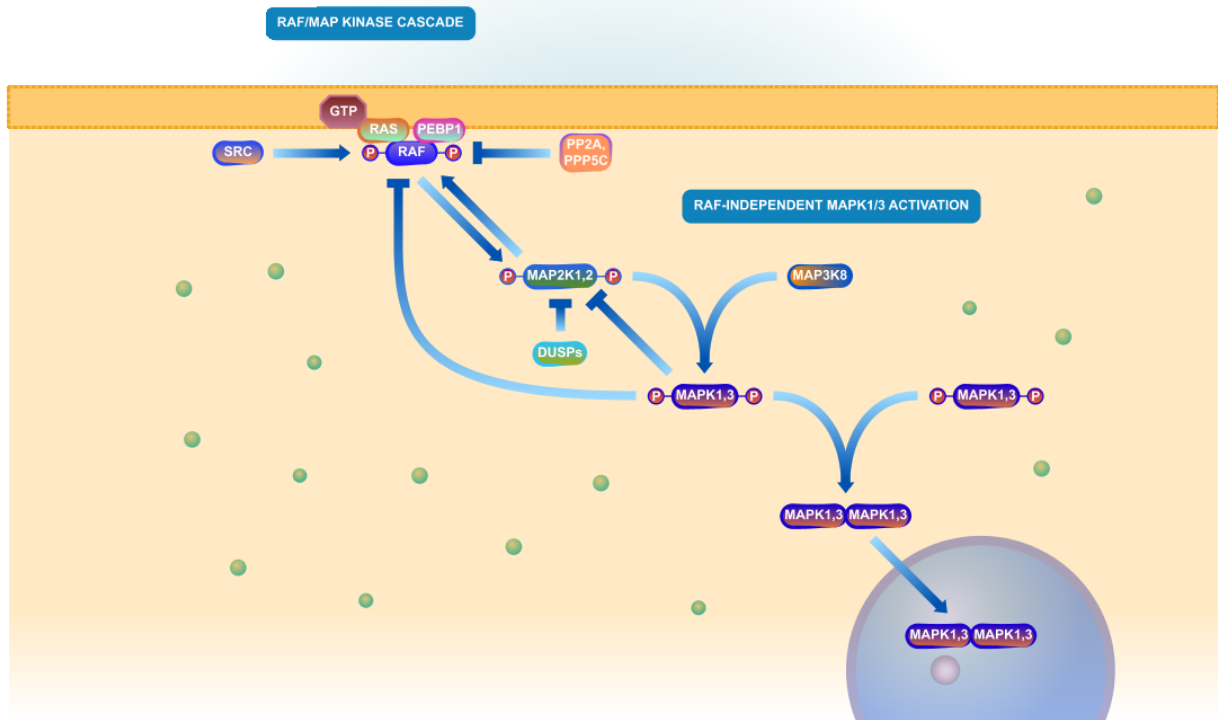 RAF/MAP KINASE CASCADE
GTP
RAS
PEBP1
SRC
P
RAF
P
PP2A,
PPP5C
RAF-INDEPENDENT MAPK1/3 ACTIVATION
P
MAP2K1,2
P
MAP3K8
DUSPs
P
MAPK1,3
P
P
MAPK1,3
P
MAPK1,3
MAPK1,3
MAPK1,3
MAPK1,3